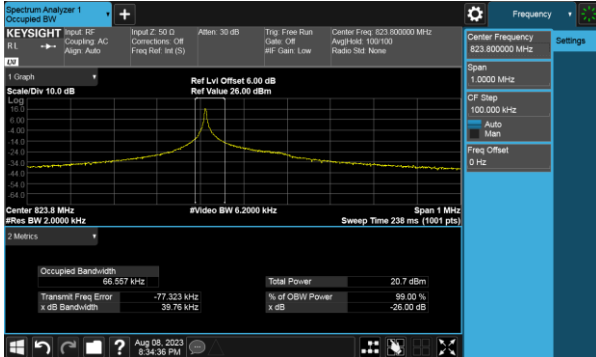 Spectrum Analyzer 1
Occupied BW
+
Frequency
KEYSIGHT
RL
Input: RF
Coupling: AC
Align: Auto
Input Z: 50 Ω
Corrections: Off
Freq Ref: Int (S)
Atten: 30 dB
Trig: Free Run
Gate: Off
#IF Gain: Low
Center Freq: 823.800000 MHz
Avg|Hold: 100/100
Radio Std: None
Center Frequency
823.800000 MHz
Settings
Span
1.0000 MHz
CF Step
100.000 kHz
Auto
Man
Freq Offset
0 Hz
1 Graph
Scale/Div 10.0 dB
Ref Lvl Offset 6.00 dB
Ref Value 26.00 dBm
Log
16.0
6.00
-4.00
-14.0
-24.0
-34.0
-44.0
-54.0
-64.0
Center 823.8 MHz
#Res BW 2.0000 kHz
#Video BW 6.2000 kHz
Span 1 MHz
Sweep Time 238 ms (1001 pts)
2 Metrics
Occupied Bandwidth
66.557 kHz
Total Power 20.7 dBm
Transmit Freq Error -77.323 kHz
% of OBW Power 99.00 %
x dB Bandwidth 39.76 kHz
x dB -26.00 dB
?
Aug 08, 2023
8:34:36 PM